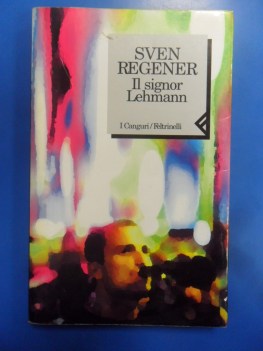 SVEN
REGENER
Il signor
Lehmann
I Canguri/Feltrinelli